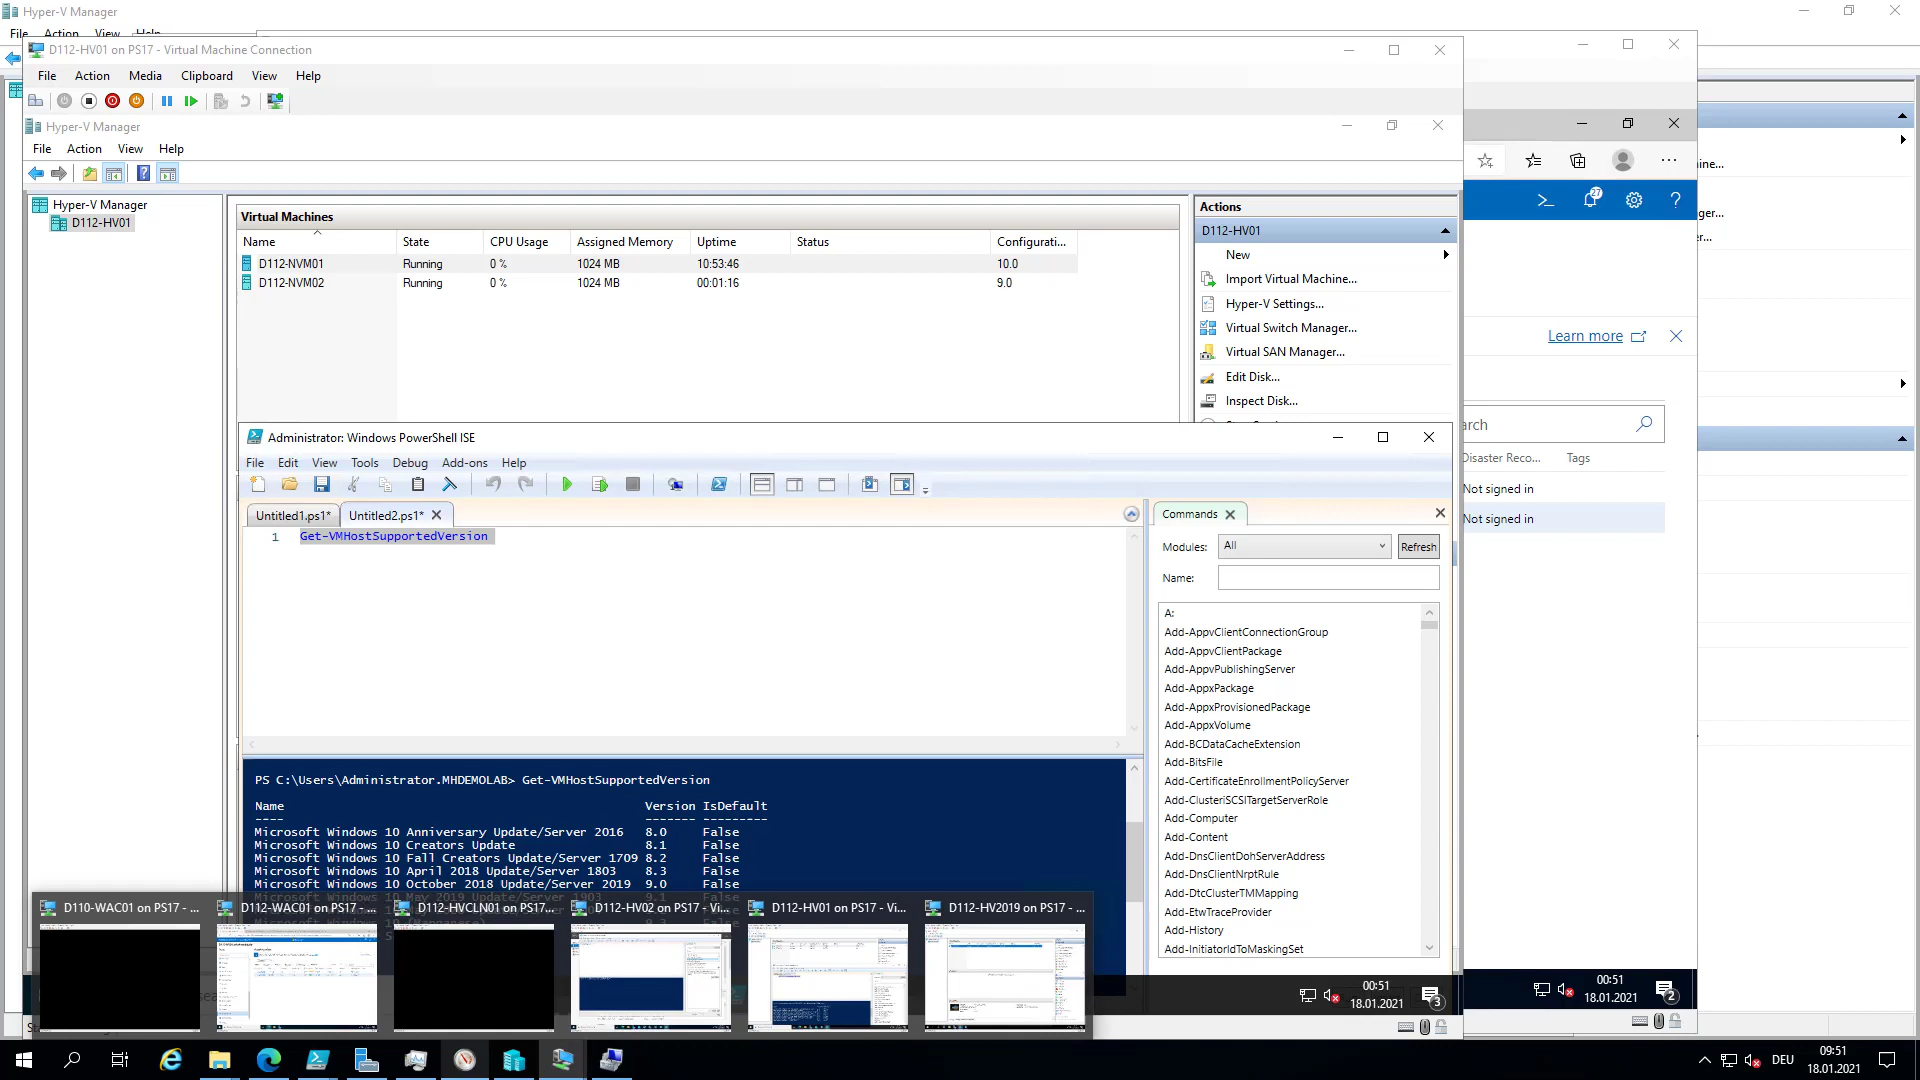 Hyper-V Manager
File Action View Help
D112-HV01 on PS17 - Virtual Machine Connection
File Action Media Clipboard View Help
Hyper-V Manager
File Action View Help
Hyper-V Manager
D112-HV01
Virtual Machines
Name State CPU Usage Assigned Memory Uptime Status Configurati...
D112-NVM01 Running 0 % 1024 MB 10:53:46 10.0
D112-NVM02 Running 0 % 1024 MB 00:01:16 9.0
Actions
D112-HV01
New
Import Virtual Machine...
Hyper-V Settings...
Virtual Switch Manager...
Virtual SAN Manager...
Edit Disk...
Inspect Disk...
27
Learn more
arch
Disaster Reco... Tags
Not signed in
Not signed in
ine...
ger...
r...
Administrator: Windows PowerShell ISE
File Edit View Tools Debug Add-ons Help
Untitled1.ps1* Untitled2.ps1*
1 Get-VMHostSupportedVersion
Commands
Modules: All Refresh
Name:
A:
Add-AppvClientConnectionGroup
Add-AppvClientPackage
Add-AppvPublishingServer
Add-AppxPackage
Add-AppxProvisionedPackage
Add-AppxVolume
Add-BCDataCacheExtension
Add-BitsFile
Add-CertificateEnrollmentPolicyServer
Add-ClusteriSCSITargetServerRole
Add-Computer
Add-Content
Add-DnsClientDohServerAddress
Add-DnsClientNrptRule
Add-DtcClusterTMMapping
Add-EtwTraceProvider
Add-History
Add-InitiatorIdToMaskingSet
PS C:\Users\Administrator.MHDEMOLAB> Get-VMHostSupportedVersion
Name Version IsDefault
---- ------- ---------
Microsoft Windows 10 Anniversary Update/Server 2016 8.0 False
Microsoft Windows 10 Creators Update 8.1 False
Microsoft Windows 10 Fall Creators Update/Server 1709 8.2 False
Microsoft Windows 10 April 2018 Update/Server 1803 8.3 False
Microsoft Windows 10 October 2018 Update/Server 2019 9.0 False
D110-WAC01 on PS17 - ...
D112-WAC01 on PS17 - ...
D112-HVCLN01 on PS17...
D112-HV02 on PS17 - Vi...
D112-HV01 on PS17 - Vi...
D112-HV2019 on PS17 - ...
00:51
18.01.2021
3
00:51
18.01.2021
2
DEU
09:51
18.01.2021